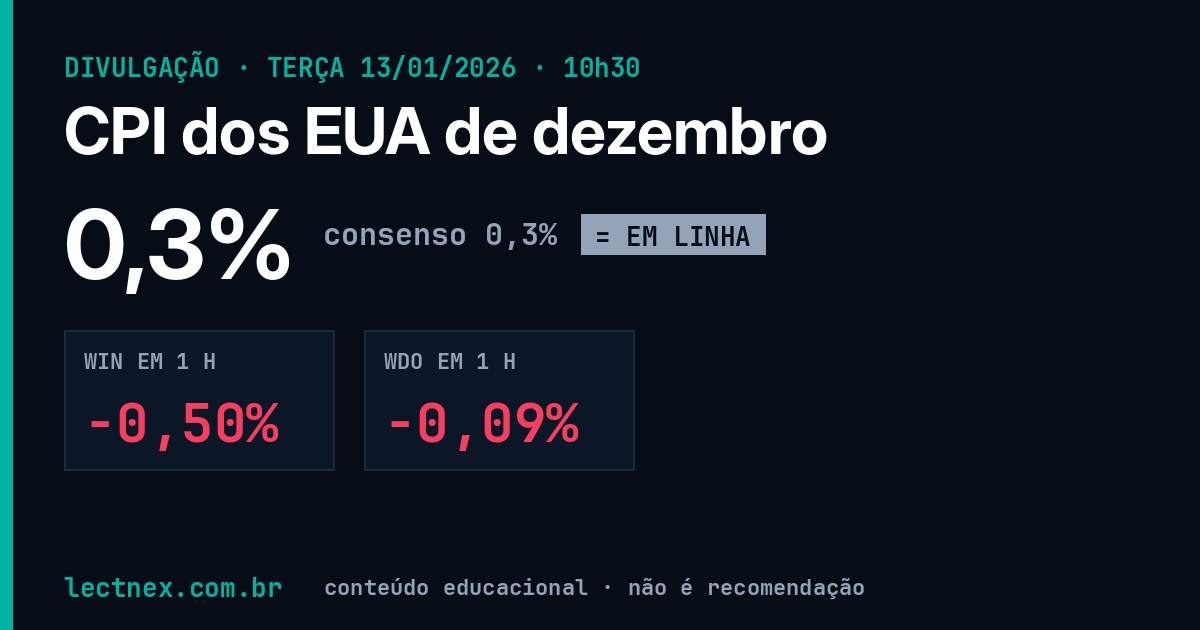 DIVULGAÇÃO · TERÇA 13/01/2026 · 10h30
CPI dos EUA de dezembro
0,3% consenso 0,3% = EM LINHA
WIN EM 1 H
-0,50%
WDO EM 1 H
-0,09%
lectnex.com.br conteúdo educacional · não é recomendação